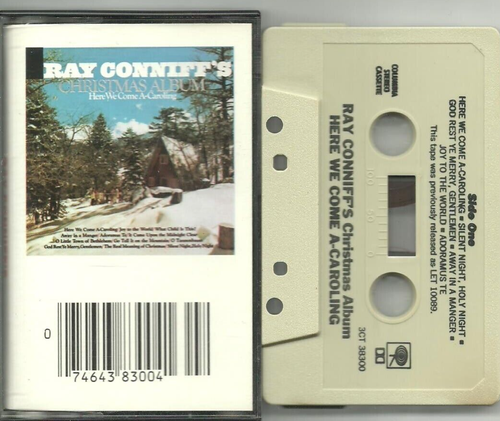 RAY CONNIFF'S
CHRISTMAS ALBUM
Here We Come A-Caroling
Here We Come A-Caroling/Joy to the World/What Child Is This?
Away in a Manger/Adoramus Te/It Came Upon the Midnight Clear
O Little Town of Bethlehem/Go Tell It on the Mountain/O Tannenbaum
God Rest Ye Merry, Gentlemen/The Real Meaning of Christmas/Silent Night, Holy Night
0
74643 83004
COLUMBIA
STEREO
CASSETTE
Side One
HERE WE COME A-CAROLING ■ SILENT NIGHT, HOLY NIGHT ■
GOD REST YE MERRY, GENTLEMEN ■ AWAY IN A MANGER ■
JOY TO THE WORLD ■ ADORAMUS TE
This tape was previously released as LET 10089.
100
50
0
RAY CONNIFF'S Christmas Album
HERE WE COME A-CAROLING
3CT 38300